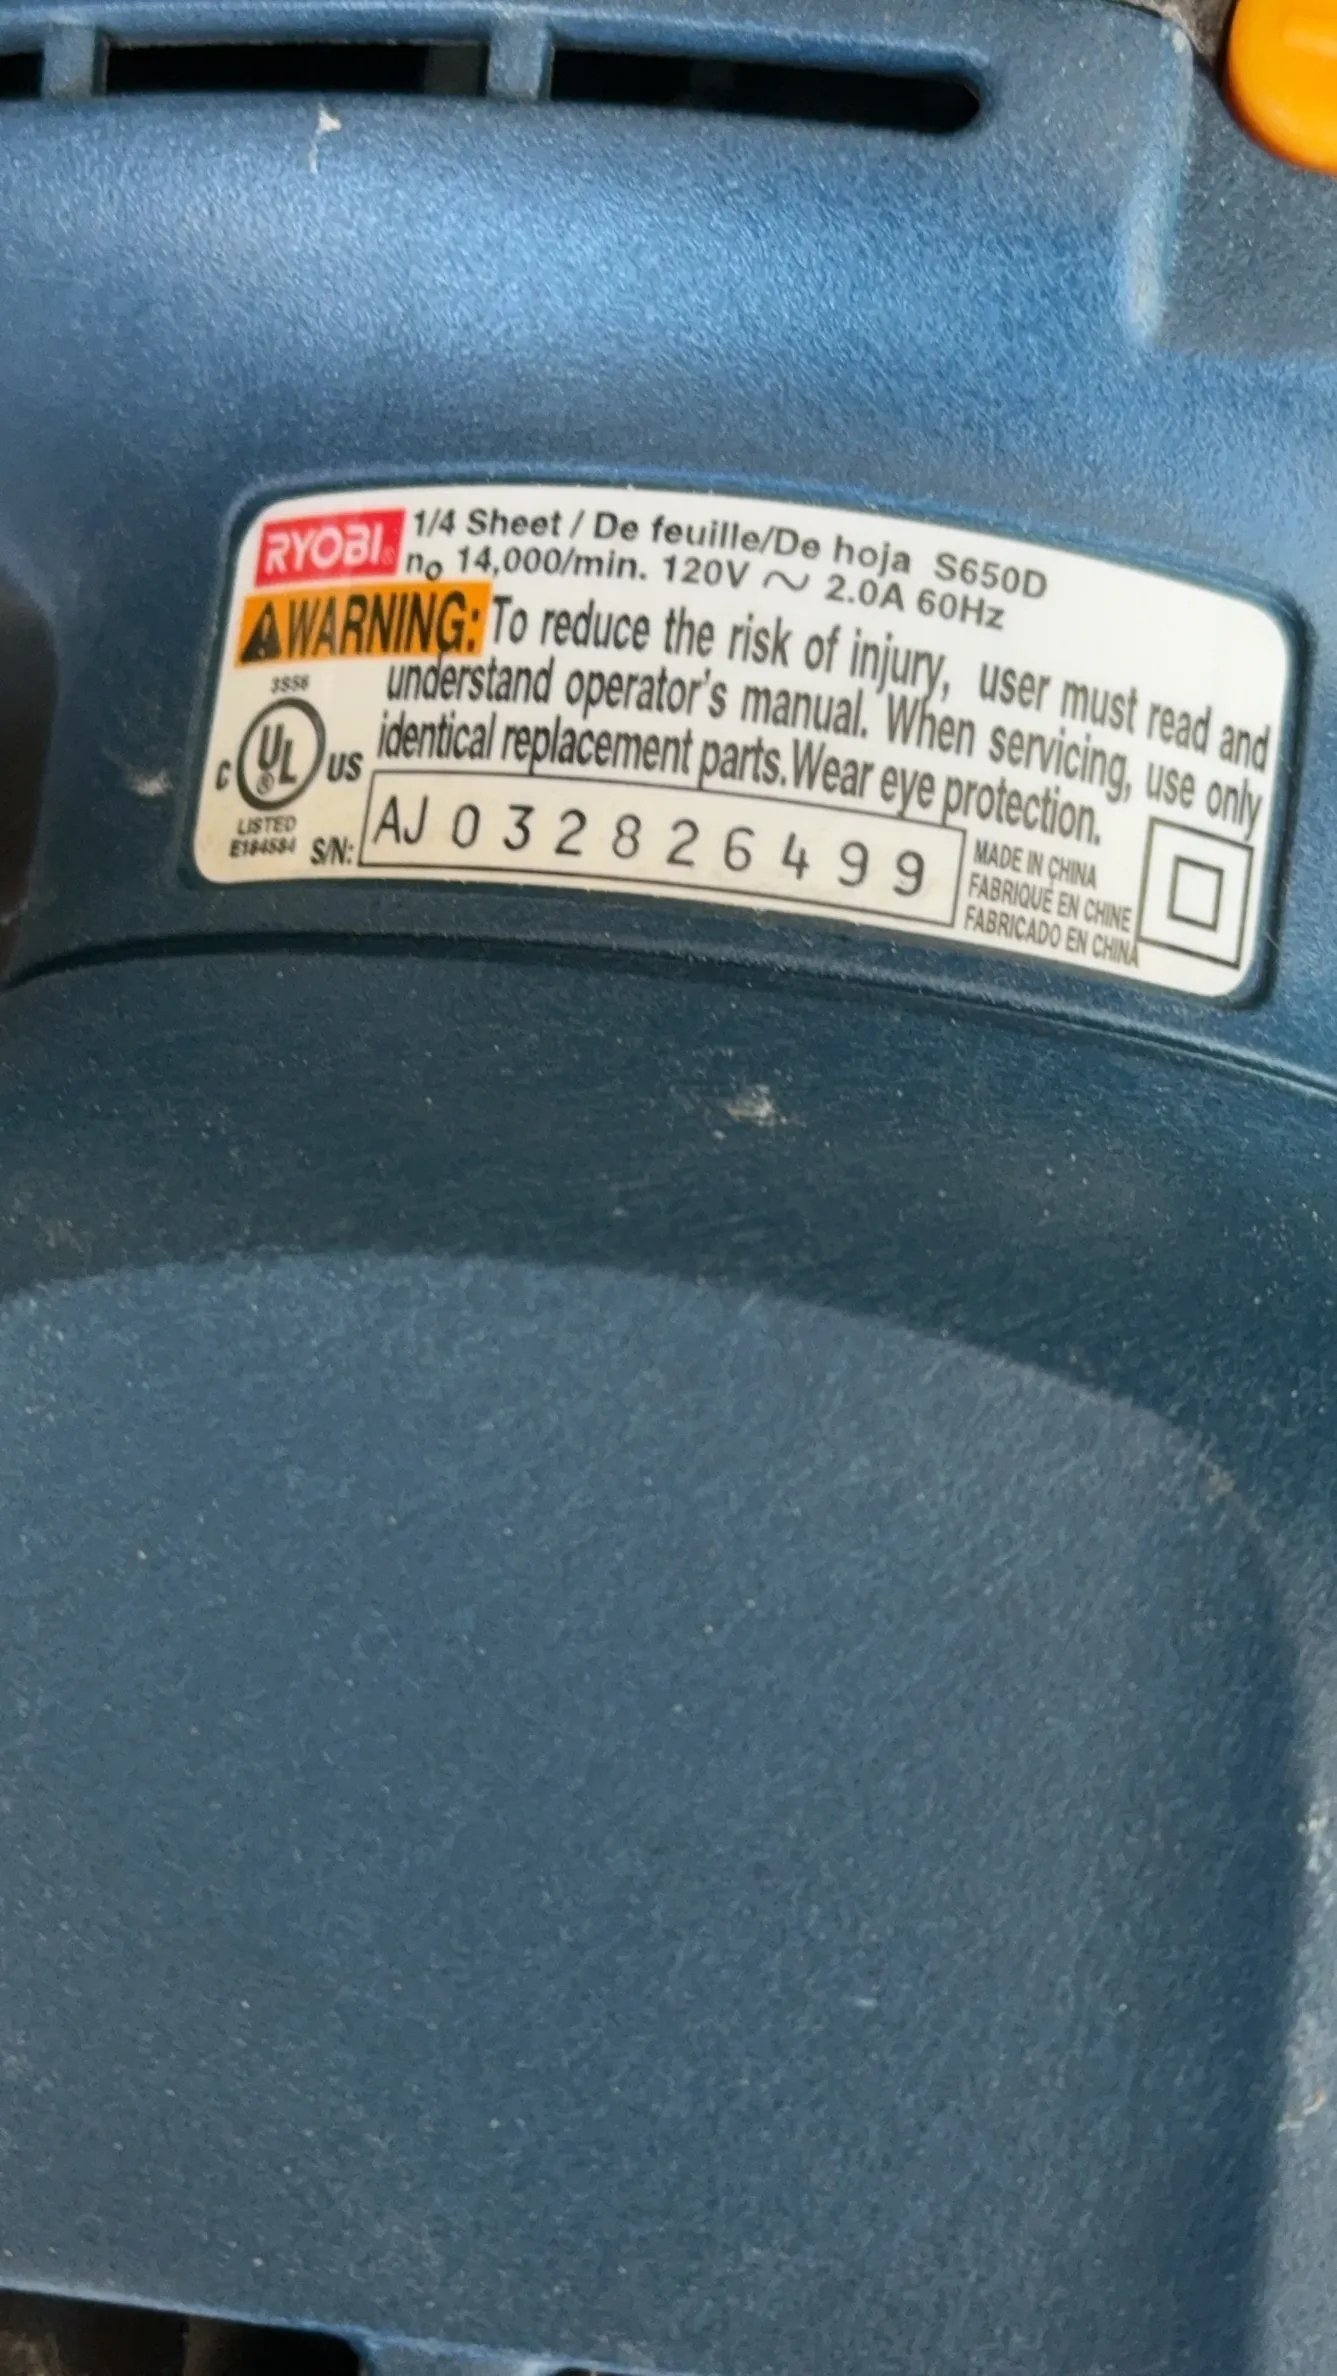 RYOBI® 1/4 Sheet / De feuille/De hoja S650D
no 14,000/min. 120V ~ 2.0A 60Hz
WARNING: To reduce the risk of injury, user must read and
understand operator's manual. When servicing, use only
identical replacement parts. Wear eye protection.
3S56
C UL® US
LISTED
E184584
S/N: AJ 0 3 2 8 2 6 4 9 9
MADE IN CHINA
FABRIQUÉ EN CHINE
FABRICADO EN CHINA